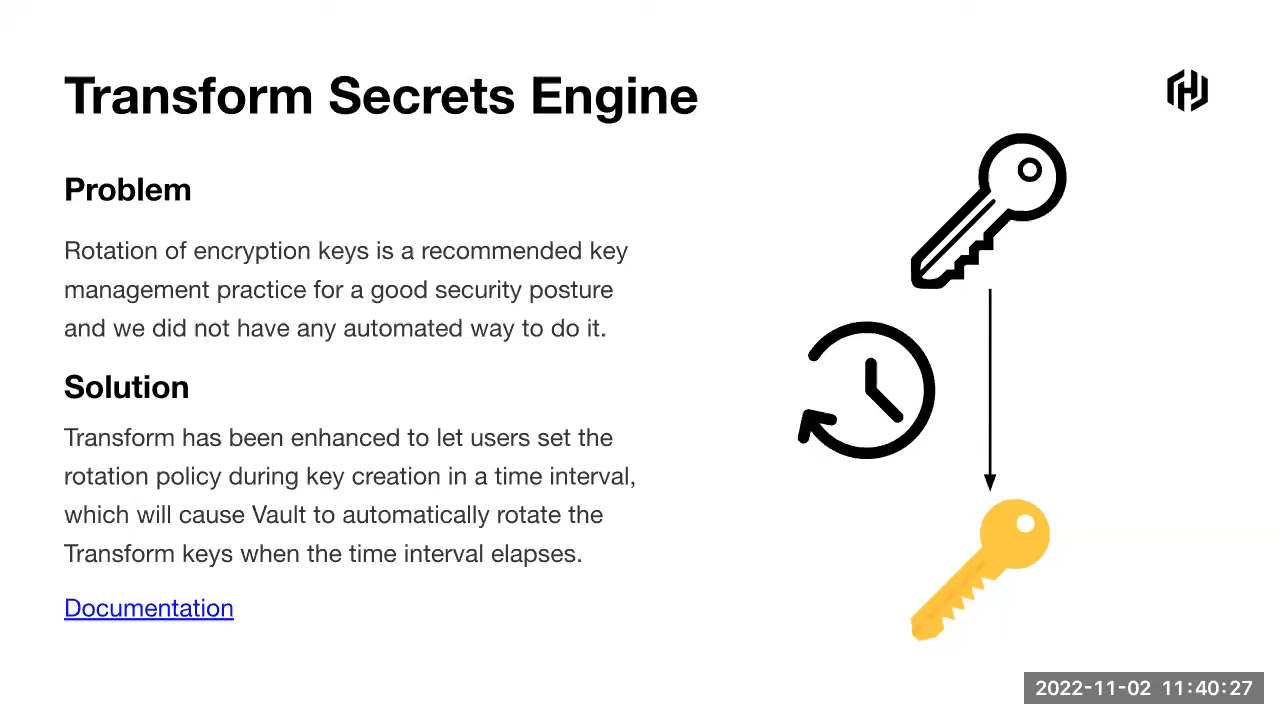 Transform Secrets Engine
Problem
Rotation of encryption keys is a recommended key
management practice for a good security posture
and we did not have any automated way to do it.
Solution
Transform has been enhanced to let users set the
rotation policy during key creation in a time interval,
which will cause Vault to automatically rotate the
Transform keys when the time interval elapses.
Documentation
2022-11-02 11:40:27